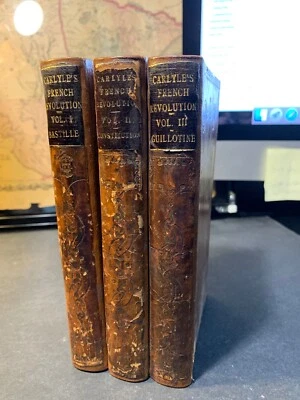 CARLYLE'S
FRENCH
REVOLUTION
VOL. I
BASTILLE
CARLYLE'S
FRENCH
REVOLUTION
VOL. II
CONSTITUTION
CARLYLE'S
FRENCH
REVOLUTION
VOL. III
GUILLOTINE